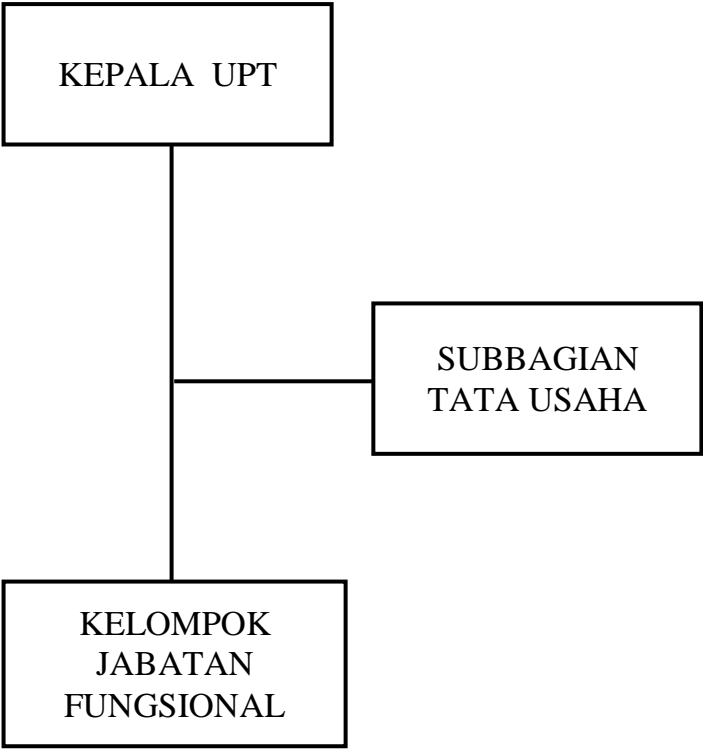 KEPALA UPT
SUBBAGIAN
TATA USAHA
KELOMPOK
JABATAN
FUNGSIONAL